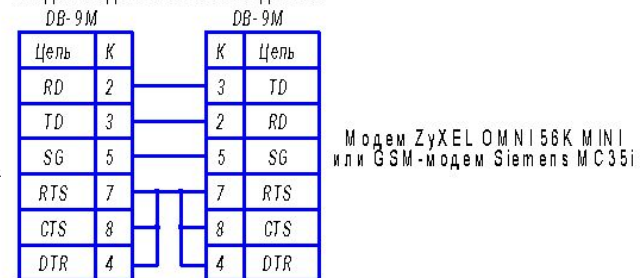 DB-9M DB-9M
Цепь К К Цепь
RD 2 3 TD
TD 3 2 RD
SG 5 5 SG
RTS 7 7 RTS
CTS 8 8 CTS
DTR 4 4 DTR
Модем ZyXEL OMNI 56K MINI
или GSM-модем Siemens MC35i